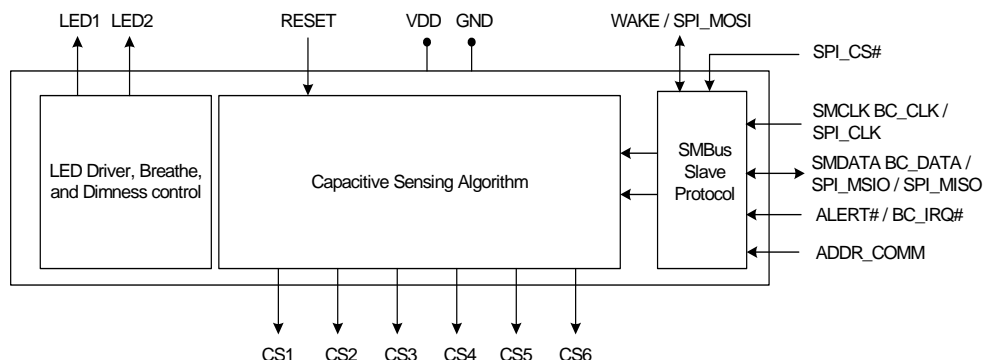 LED1 LED2 RESET VDD GND WAKE / SPI_MOSI
SPI_CS#
LED Driver, Breathe,
and Dimness control
Capacitive Sensing Algorithm
SMBus
Slave
Protocol
SMCLK BC_CLK /
SPI_CLK
SMDATA BC_DATA /
SPI_MSIO / SPI_MISO
ALERT# / BC_IRQ#
ADDR_COMM
CS1 CS2 CS3 CS4 CS5 CS6